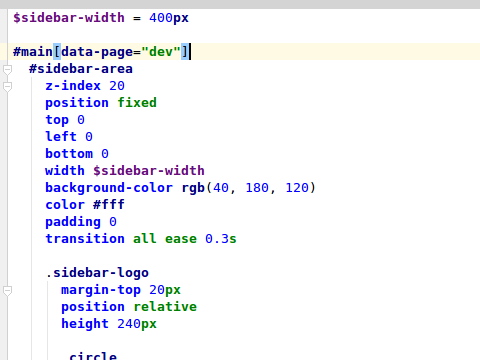 $sidebar-width = 400px
#main[data-page="dev"]
#sidebar-area
z-index 20
position fixed
top 0
left 0
bottom 0
width $sidebar-width
background-color rgb(40, 180, 120)
color #fff
padding 0
transition all ease 0.3s
.sidebar-logo
margin-top 20px
position relative
height 240px
.circle